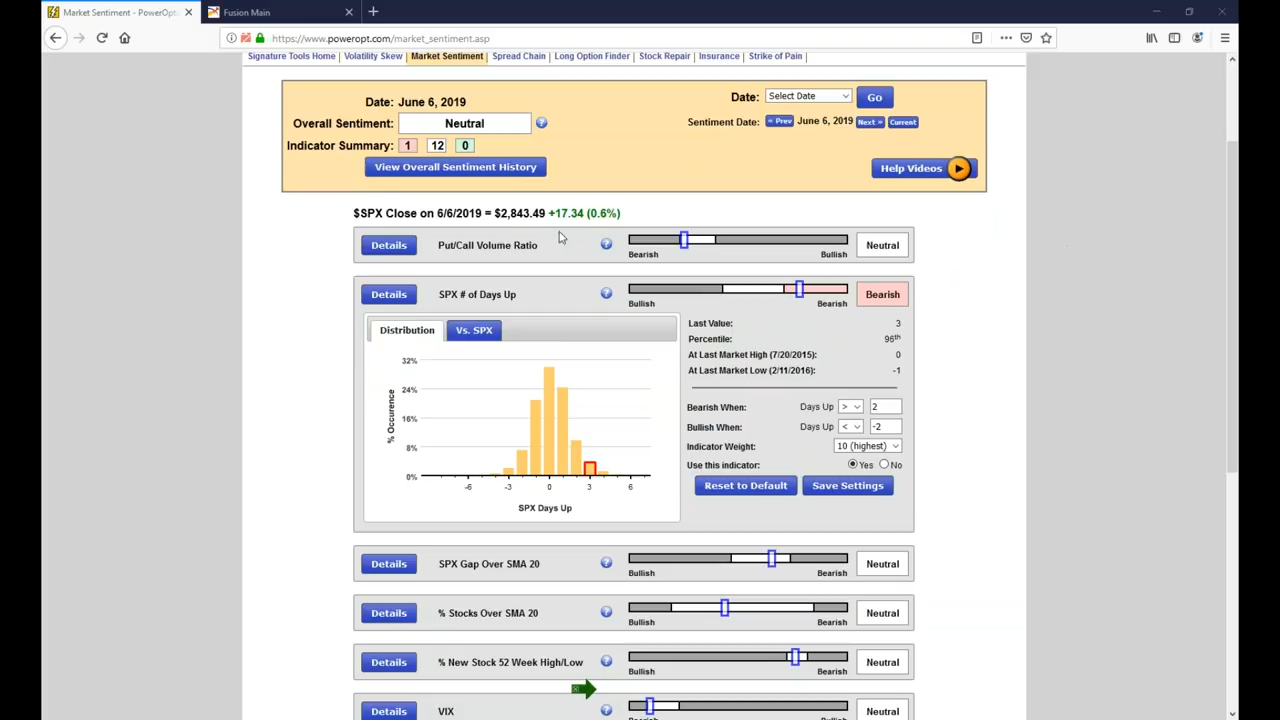 Market Sentiment - PowerOpt
Fusion Main
https://www.poweropt.com/market_sentiment.asp
Signature Tools Home Volatility Skew Market Sentiment Spread Chain Long Option Finder Stock Repair Insurance Strike of Pain
Date: June 6, 2019
Date: Select Date Go
Overall Sentiment: Neutral ?
Sentiment Date: « Prev June 6, 2019 Next » Current
Indicator Summary: 1 12 0
View Overall Sentiment History
Help Videos
$SPX Close on 6/6/2019 = $2,843.49 +17.34 (0.6%)
Details Put/Call Volume Ratio ? Neutral
Bearish Bullish
Details SPX # of Days Up ? Bearish
Bullish Bearish
Distribution Vs. SPX
Last Value: 3
Percentile: 96th
At Last Market High (7/20/2015): 0
At Last Market Low (2/11/2016): -1
32%
24%
16%
8%
0%
% Occurence
-6 -3 0 3 6
SPX Days Up
Bearish When: Days Up > 2
Bullish When: Days Up < -2
Indicator Weight: 10 (highest)
Use this indicator: Yes No
Reset to Default Save Settings
Details SPX Gap Over SMA 20 ? Neutral
Bullish Bearish
Details % Stocks Over SMA 20 ? Neutral
Bullish Bearish
Details % New Stock 52 Week High/Low ? Neutral
Bullish Bearish
Details VIX ? Neutral
Bearish Bullish